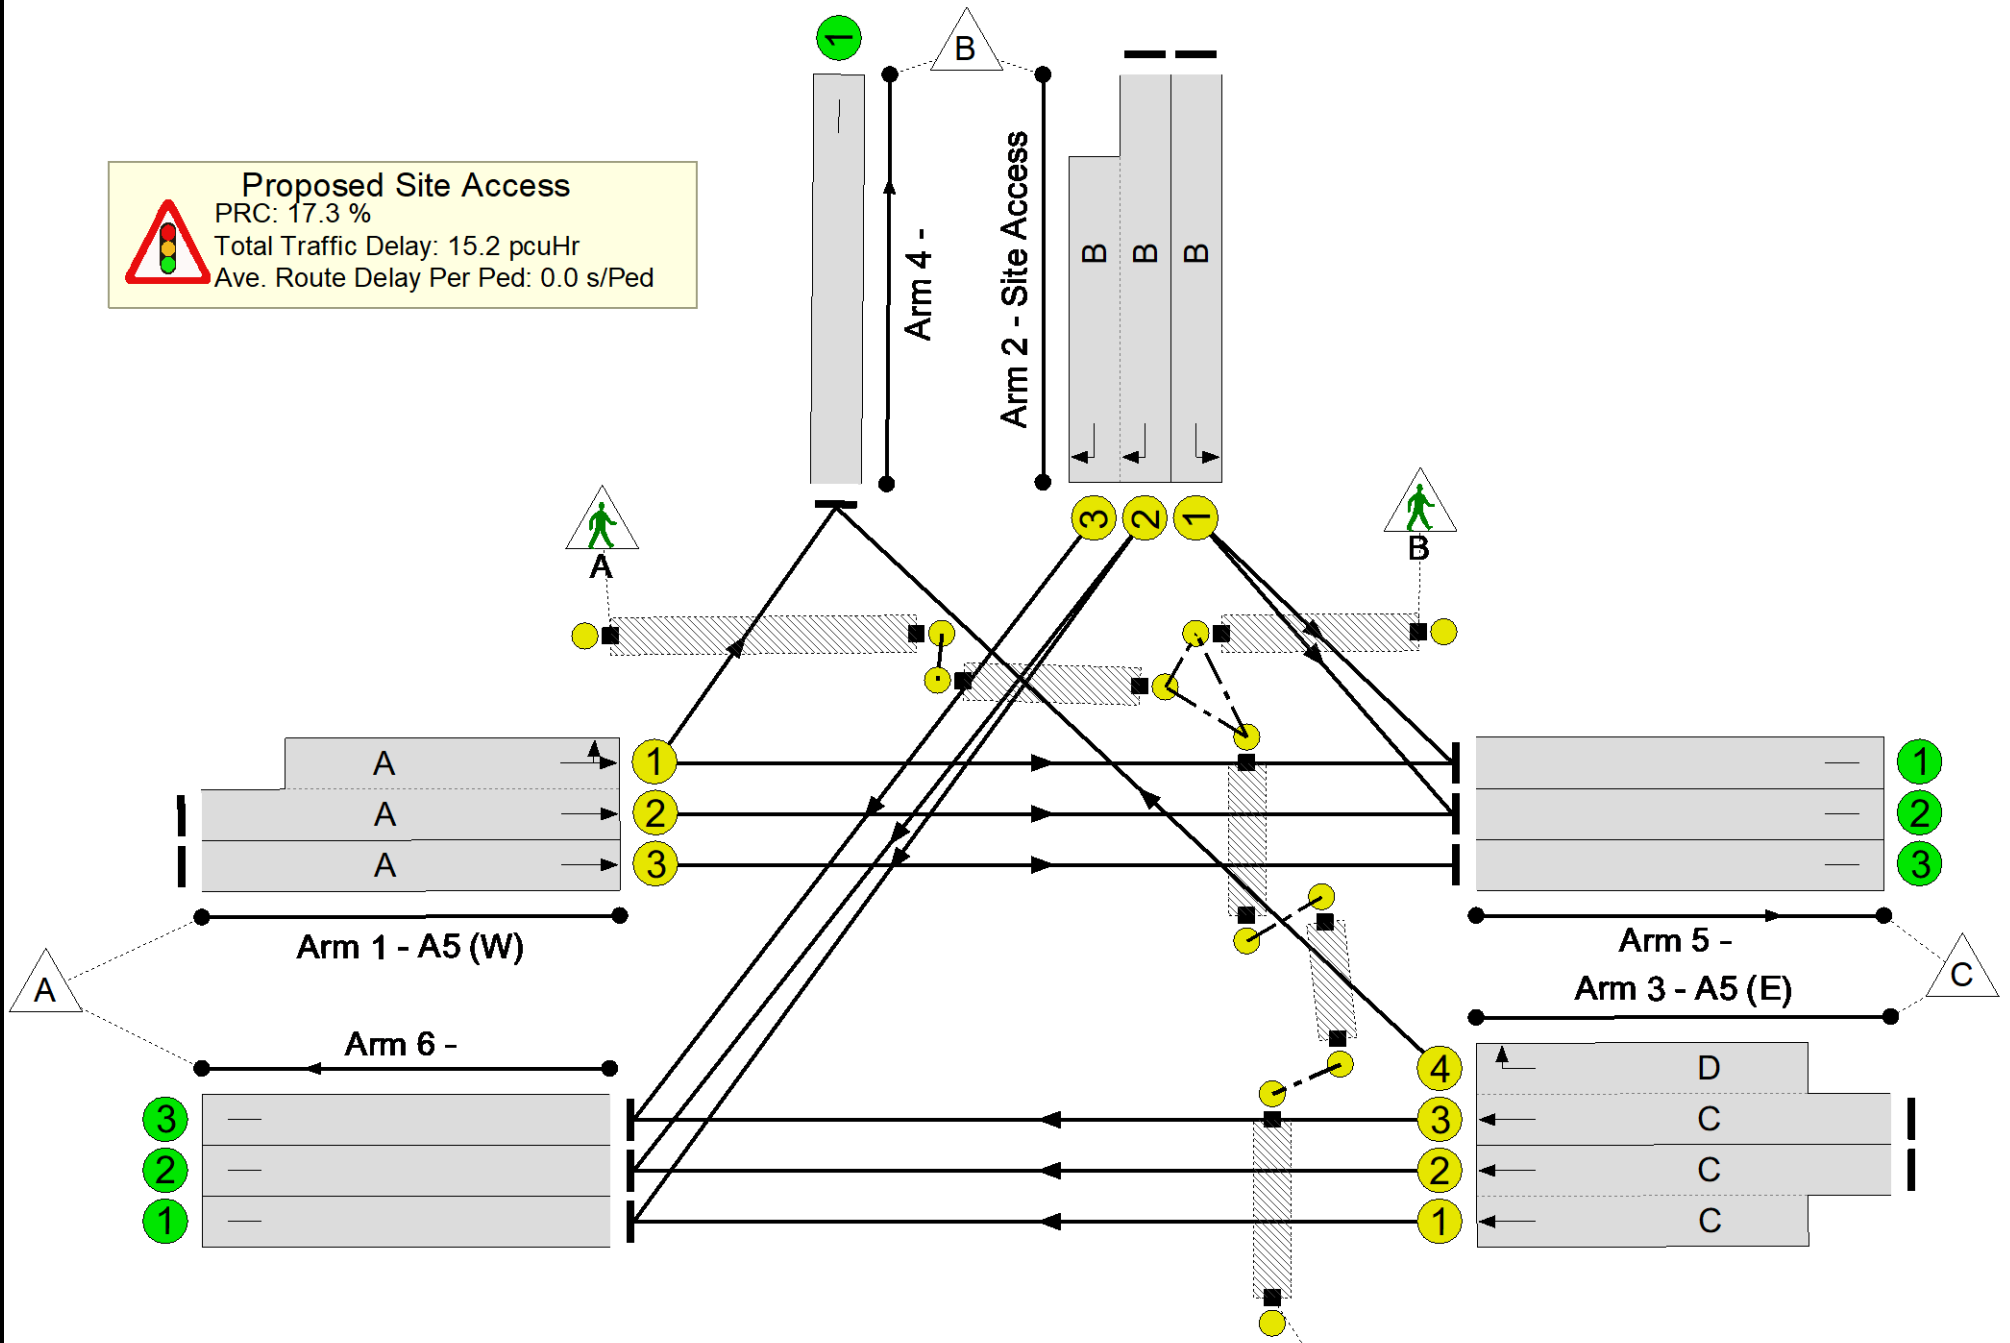 1
B
Proposed Site Access
PRC: 17.3 %
Total Traffic Delay: 15.2 pcuHr
Ave. Route Delay Per Ped: 0.0 s/Ped
Arm 4 -
Arm 2 - Site Access
B
B
B
3
2
1
A
B
A
1
1
A
2
2
A
3
3
Arm 1 - A5 (W)
Arm 5 -
A
C
Arm 3 - A5 (E)
Arm 6 -
4
D
3
3
C
2
2
C
1
1
C